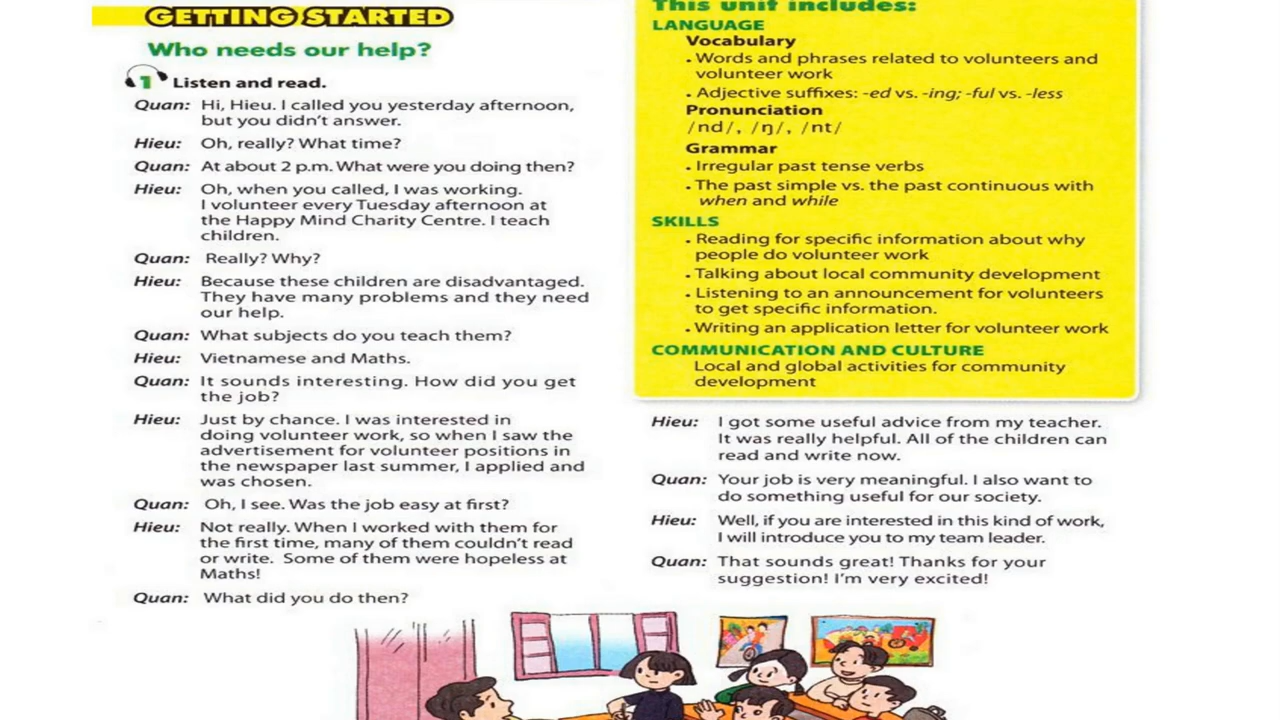 GETTING STARTED
Who needs our help?
1 Listen and read.
Quan: Hi, Hieu. I called you yesterday afternoon,
but you didn't answer.
Hieu: Oh, really? What time?
Quan: At about 2 p.m. What were you doing then?
Hieu: Oh, when you called, I was working.
I volunteer every Tuesday afternoon at
the Happy Mind Charity Centre. I teach
children.
Quan: Really? Why?
Hieu: Because these children are disadvantaged.
They have many problems and they need
our help.
Quan: What subjects do you teach them?
Hieu: Vietnamese and Maths.
Quan: It sounds interesting. How did you get
the job?
Hieu: Just by chance. I was interested in
doing volunteer work, so when I saw the
advertisement for volunteer positions in
the newspaper last summer, I applied and
was chosen.
Quan: Oh, I see. Was the job easy at first?
Hieu: Not really. When I worked with them for
the first time, many of them couldn't read
or write. Some of them were hopeless at
Maths!
Quan: What did you do then?
This unit includes:
LANGUAGE
Vocabulary
. Words and phrases related to volunteers and
volunteer work
. Adjective suffixes: -ed vs. -ing; -ful vs. -less
Pronunciation
/nd/, /ŋ/, /nt/
Grammar
. Irregular past tense verbs
. The past simple vs. the past continuous with
when and while
SKILLS
. Reading for specific information about why
people do volunteer work
. Talking about local community development
. Listening to an announcement for volunteers
to get specific information.
. Writing an application letter for volunteer work
COMMUNICATION AND CULTURE
Local and global activities for community
development
Hieu: I got some useful advice from my teacher.
It was really helpful. All of the children can
read and write now.
Quan: Your job is very meaningful. I also want to
do something useful for our society.
Hieu: Well, if you are interested in this kind of work,
I will introduce you to my team leader.
Quan: That sounds great! Thanks for your
suggestion! I'm very excited!